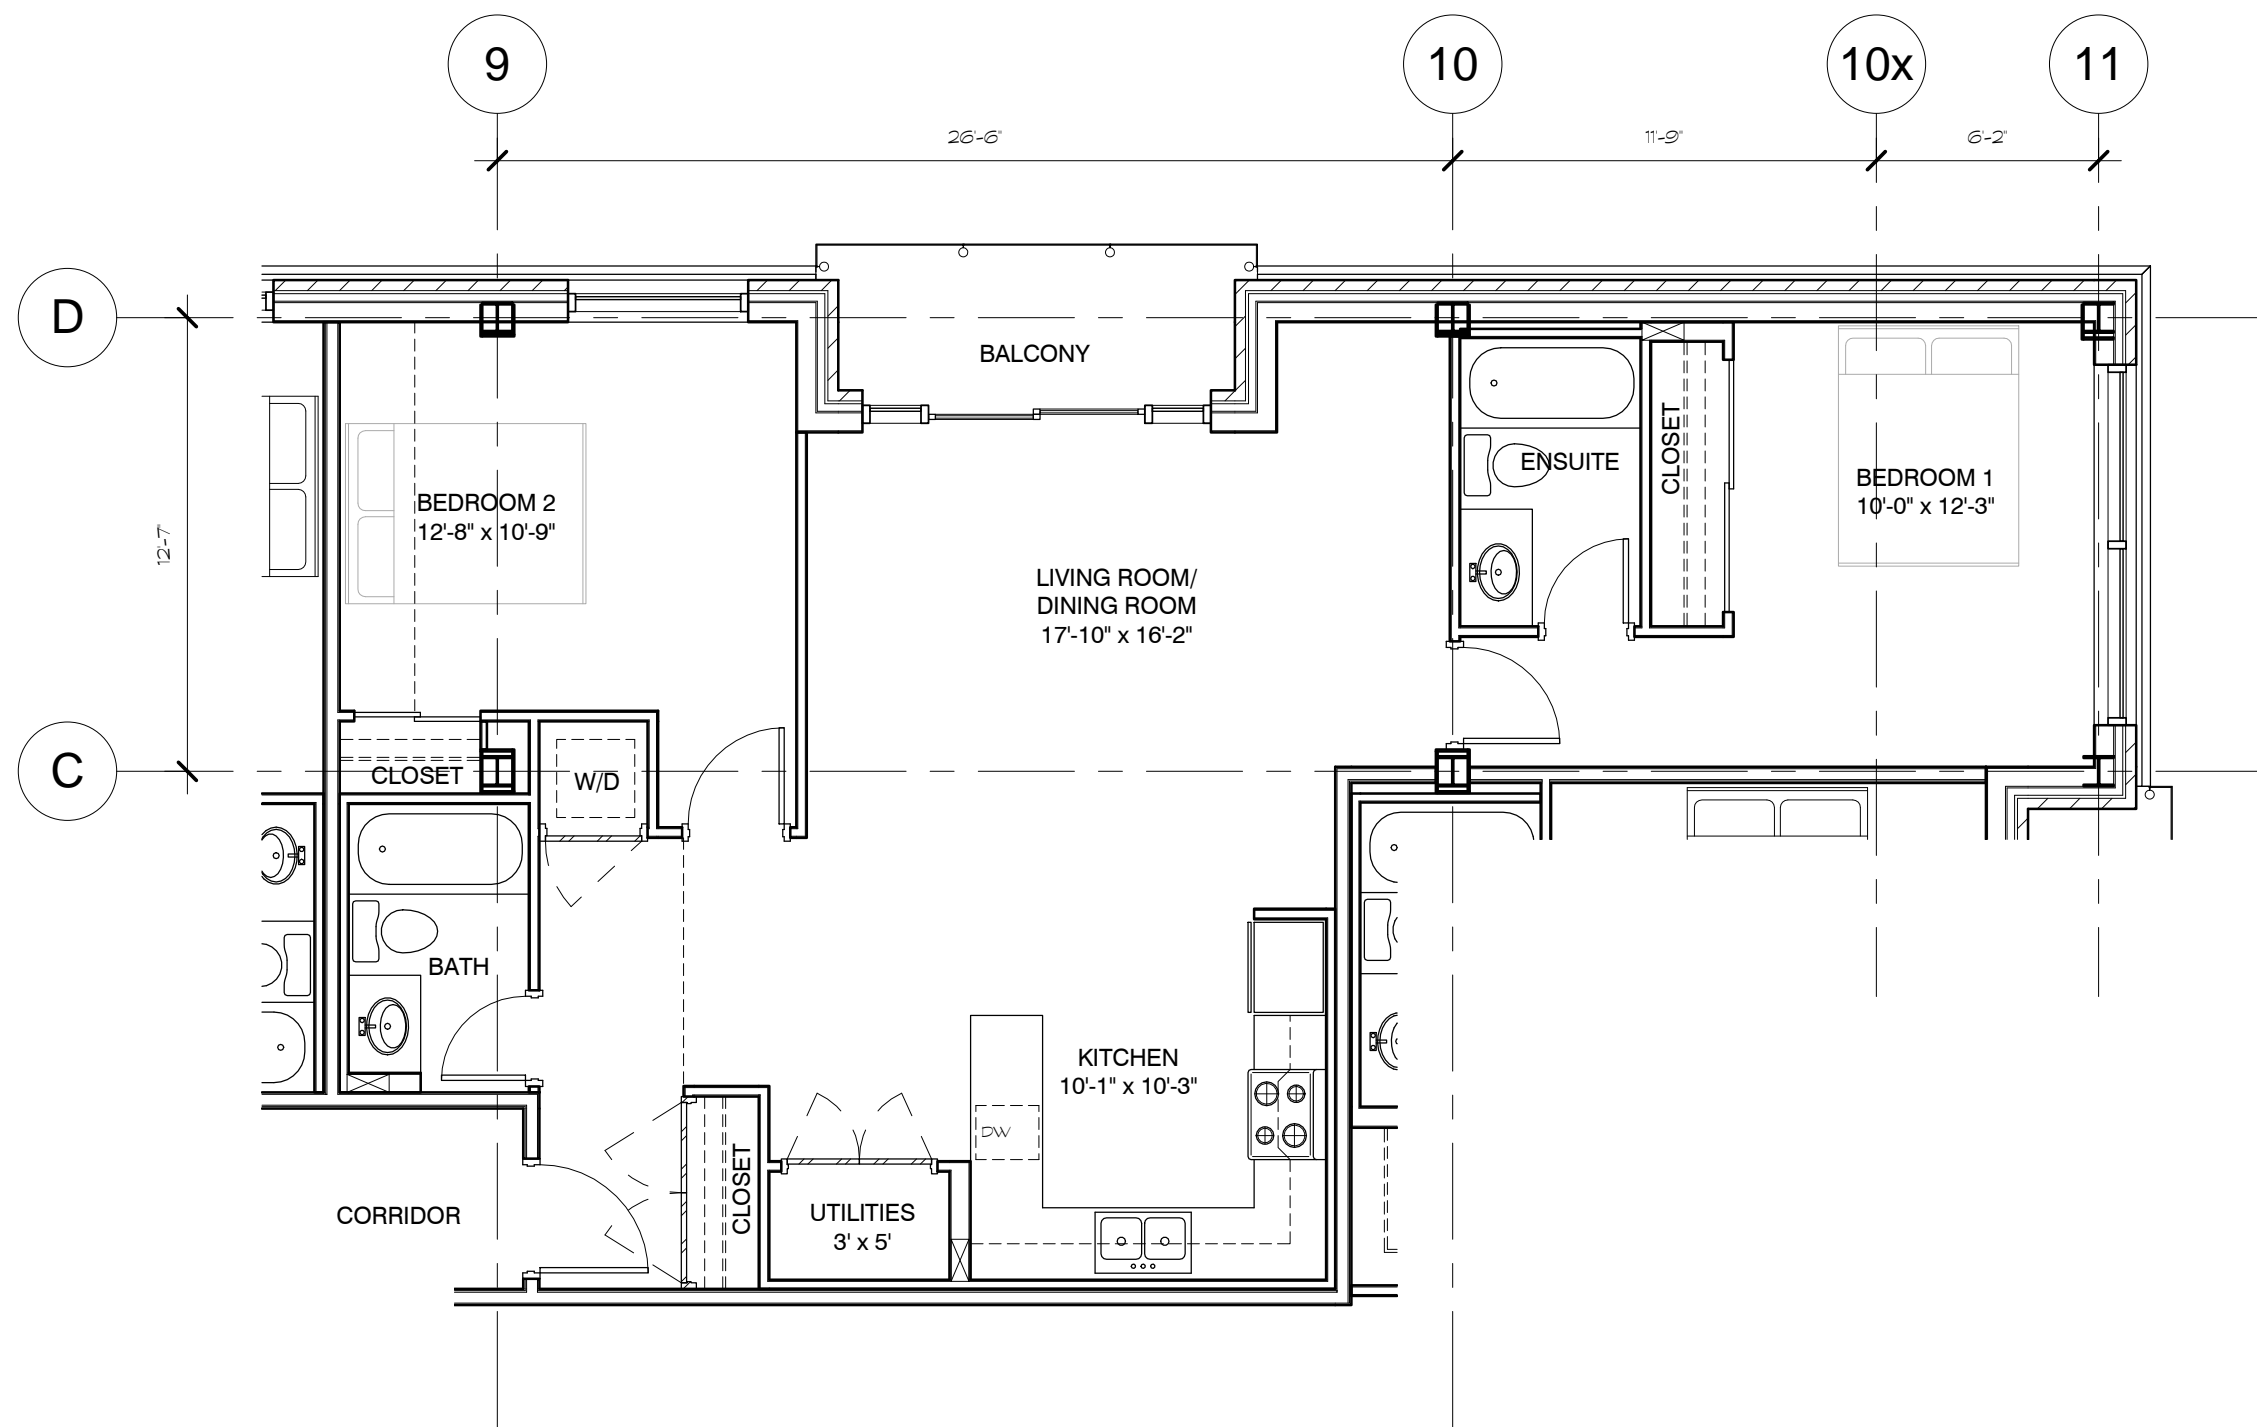 9
10
10x
11
26'-6"
11'-9"
6'-2"
D
BALCONY
BEDROOM 2
12'-8" x 10'-9"
ENSUITE
CLOSET
BEDROOM 1
10'-0" x 12'-3"
12'-7"
LIVING ROOM/
DINING ROOM
17'-10" x 16'-2"
C
CLOSET
W/D
BATH
KITCHEN
10'-1" x 10'-3"
DW
CORRIDOR
CLOSET
UTILITIES
3' x 5'